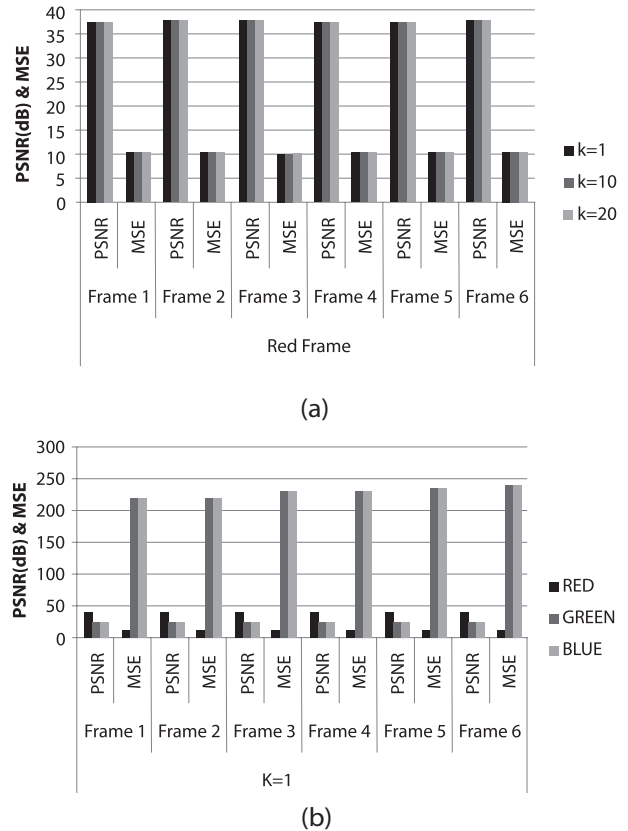 PSNR(dB) & MSE
40
35
30
25
20
15
10
5
0
PSNR MSE PSNR MSE PSNR MSE PSNR MSE PSNR MSE PSNR MSE
Frame 1 Frame 2 Frame 3 Frame 4 Frame 5 Frame 6
Red Frame
k=1
k=10
k=20
(a)
PSNR(dB) & MSE
300
250
200
150
100
50
0
PSNR MSE PSNR MSE PSNR MSE PSNR MSE PSNR MSE PSNR MSE
Frame 1 Frame 2 Frame 3 Frame 4 Frame 5 Frame 6
K=1
RED
GREEN
BLUE
(b)